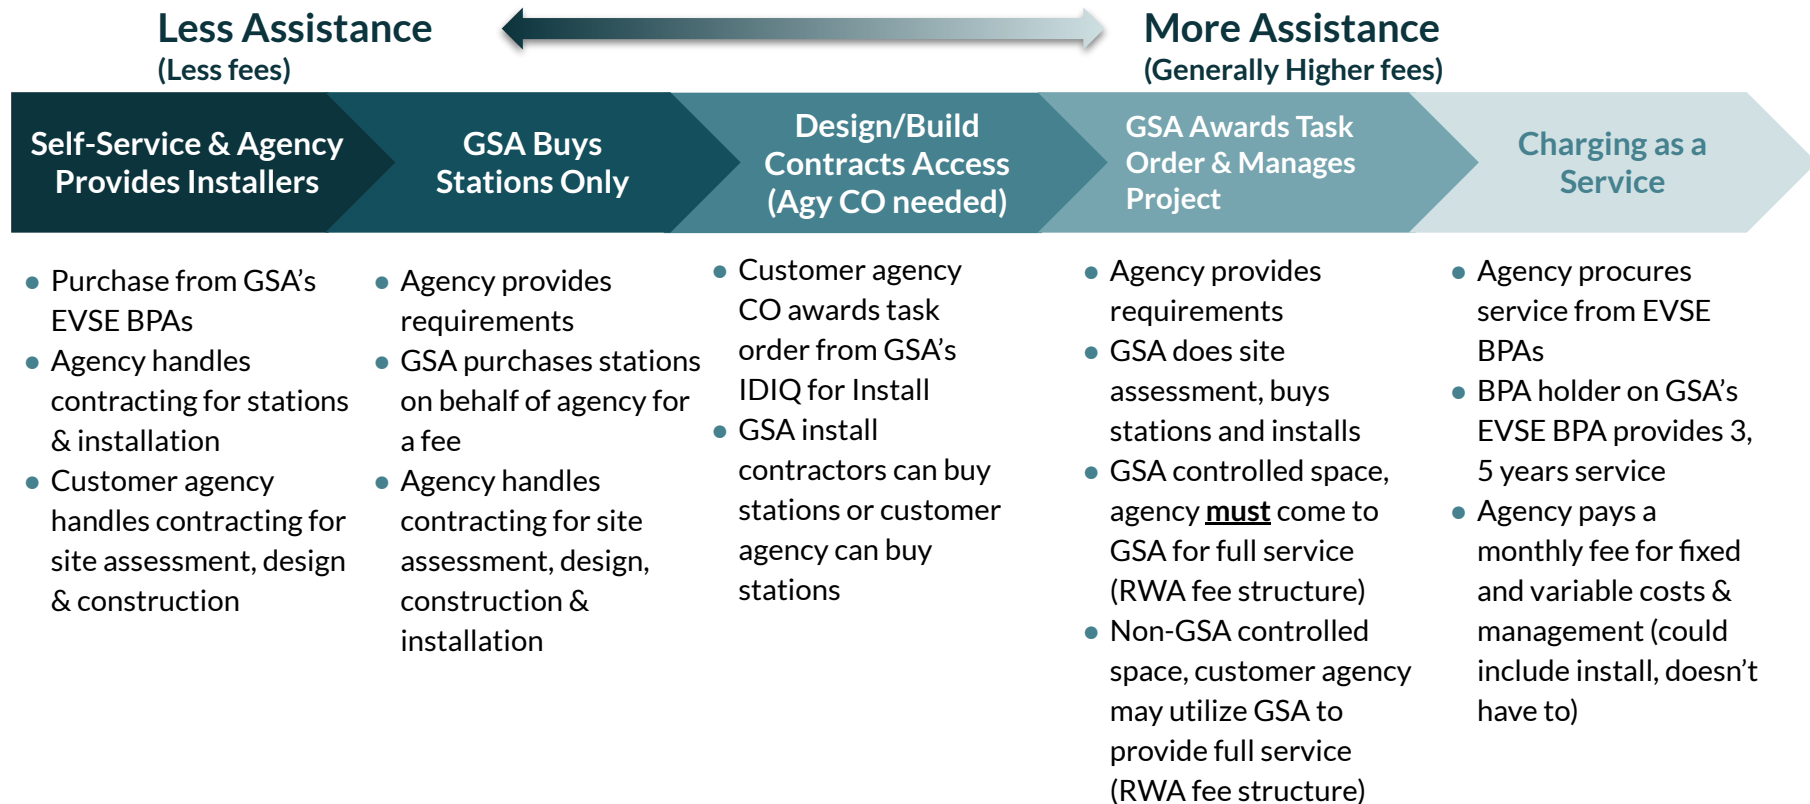 Less Assistance
(Less fees)
More Assistance
(Generally Higher fees)
Self-Service & Agency
Provides Installers
GSA Buys
Stations Only
Design/Build
Contracts Access
(Agy CO needed)
GSA Awards Task
Order & Manages
Project
Charging as a
Service
● Purchase from GSA’s
EVSE BPAs
● Agency handles
contracting for stations
& installation
● Customer agency
handles contracting for
site assessment, design
& construction
● Agency provides
requirements
● GSA purchases stations
on behalf of agency for
a fee
● Agency handles
contracting for site
assessment, design,
construction &
installation
● Customer agency
CO awards task
order from GSA’s
IDIQ for Install
● GSA install
contractors can buy
stations or customer
agency can buy
stations
● Agency provides
requirements
● GSA does site
assessment, buys
stations and installs
● GSA controlled space,
agency must come to
GSA for full service
(RWA fee structure)
● Non-GSA controlled
space, customer agency
may utilize GSA to
provide full service
(RWA fee structure)
● Agency procures
service from EVSE
BPAs
● BPA holder on GSA’s
EVSE BPA provides 3,
5 years service
● Agency pays a
monthly fee for fixed
and variable costs &
management (could
include install, doesn’t
have to)